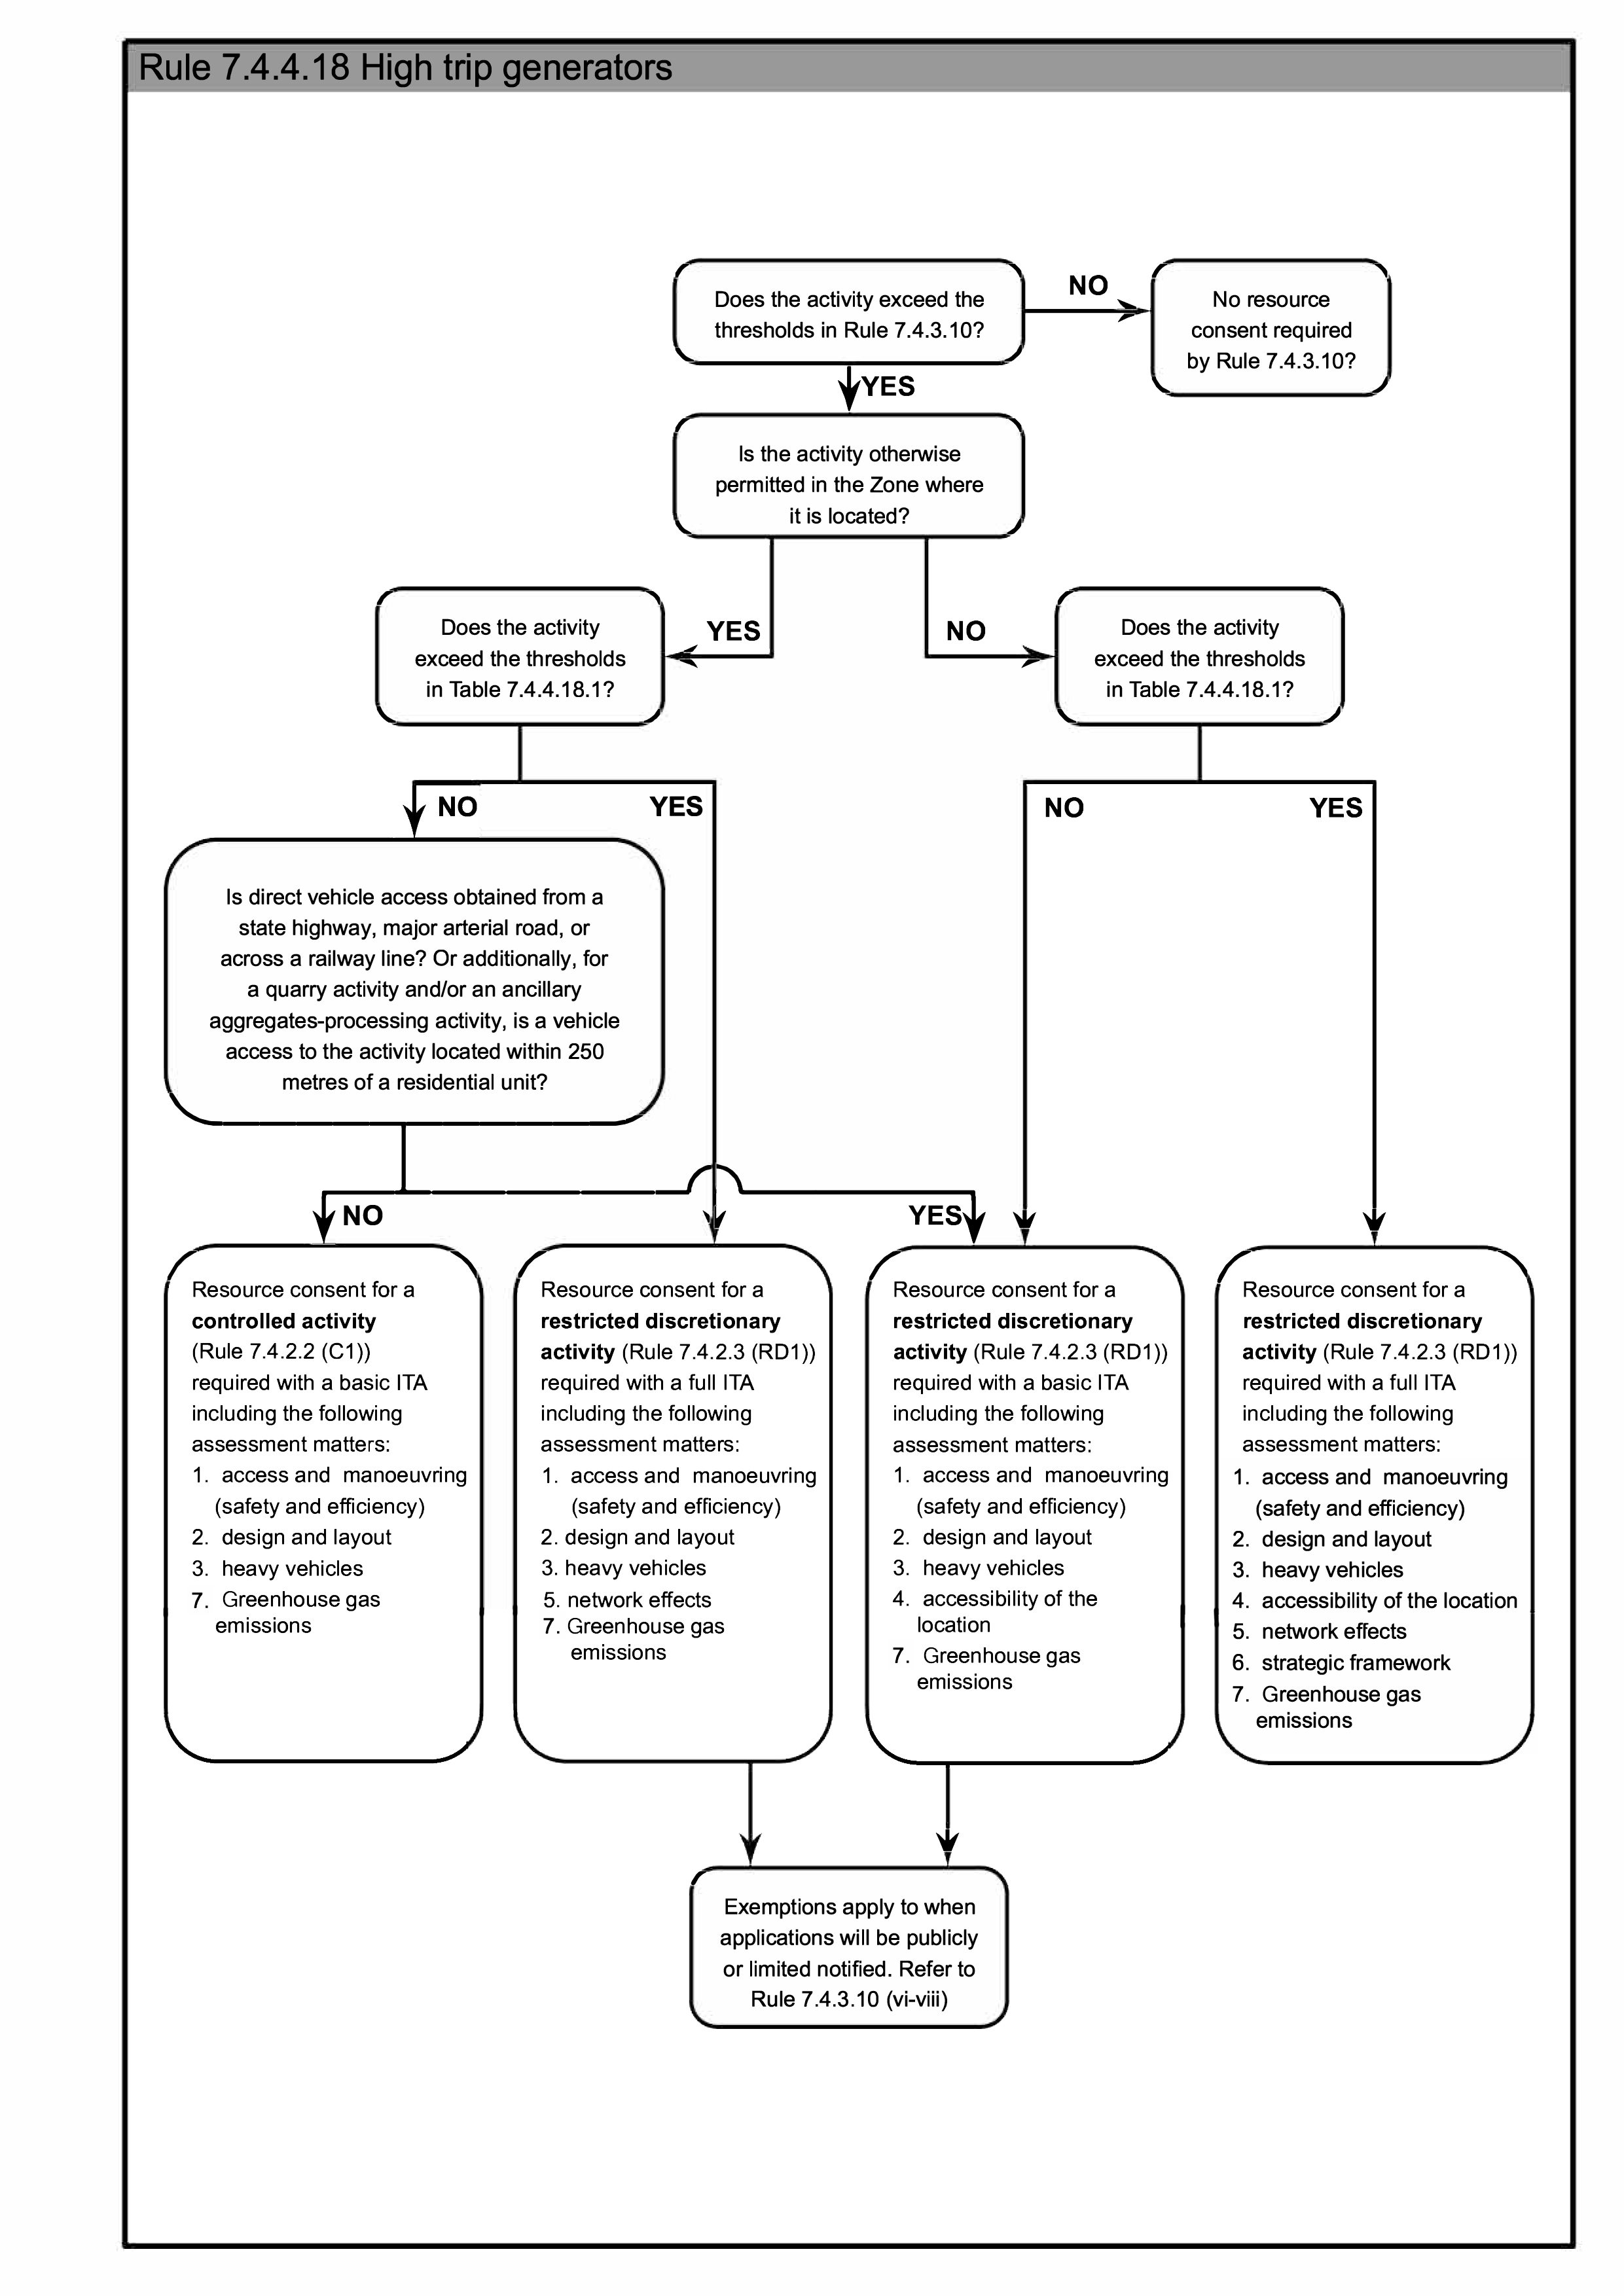 Rule 7.4.4.18 High trip generators
Does the activity exceed the
thresholds in Rule 7.4.3.10?
NO
No resource
consent required
by Rule 7.4.3.10?
YES
Is the activity otherwise
permitted in the Zone where
it is located?
YES
NO
Does the activity
exceed the thresholds
in Table 7.4.4.18.1?
Does the activity
exceed the thresholds
in Table 7.4.4.18.1?
NO
YES
NO
YES
Is direct vehicle access obtained from a
state highway, major arterial road, or
across a railway line? Or additionally, for
a quarry activity and/or an ancillary
aggregates-processing activity, is a vehicle
access to the activity located within 250
metres of a residential unit?
NO
YES
Resource consent for a
controlled activity
(Rule 7.4.2.2 (C1))
required with a basic ITA
including the following
assessment matters:
1. access and manoeuvring
(safety and efficiency)
2. design and layout
3. heavy vehicles
7. Greenhouse gas
emissions
Resource consent for a
restricted discretionary
activity (Rule 7.4.2.3 (RD1))
required with a full ITA
including the following
assessment matters:
1. access and manoeuvring
(safety and efficiency)
2. design and layout
3. heavy vehicles
5. network effects
7. Greenhouse gas
emissions
Resource consent for a
restricted discretionary
activity (Rule 7.4.2.3 (RD1))
required with a basic ITA
including the following
assessment matters:
1. access and manoeuvring
(safety and efficiency)
2. design and layout
3. heavy vehicles
4. accessibility of the
location
7. Greenhouse gas
emissions
Resource consent for a
restricted discretionary
activity (Rule 7.4.2.3 (RD1))
required with a full ITA
including the following
assessment matters:
1. access and manoeuvring
(safety and efficiency)
2. design and layout
3. heavy vehicles
4. accessibility of the location
5. network effects
6. strategic framework
7. Greenhouse gas
emissions
Exemptions apply to when
applications will be publicly
or limited notified. Refer to
Rule 7.4.3.10 (vi-viii)